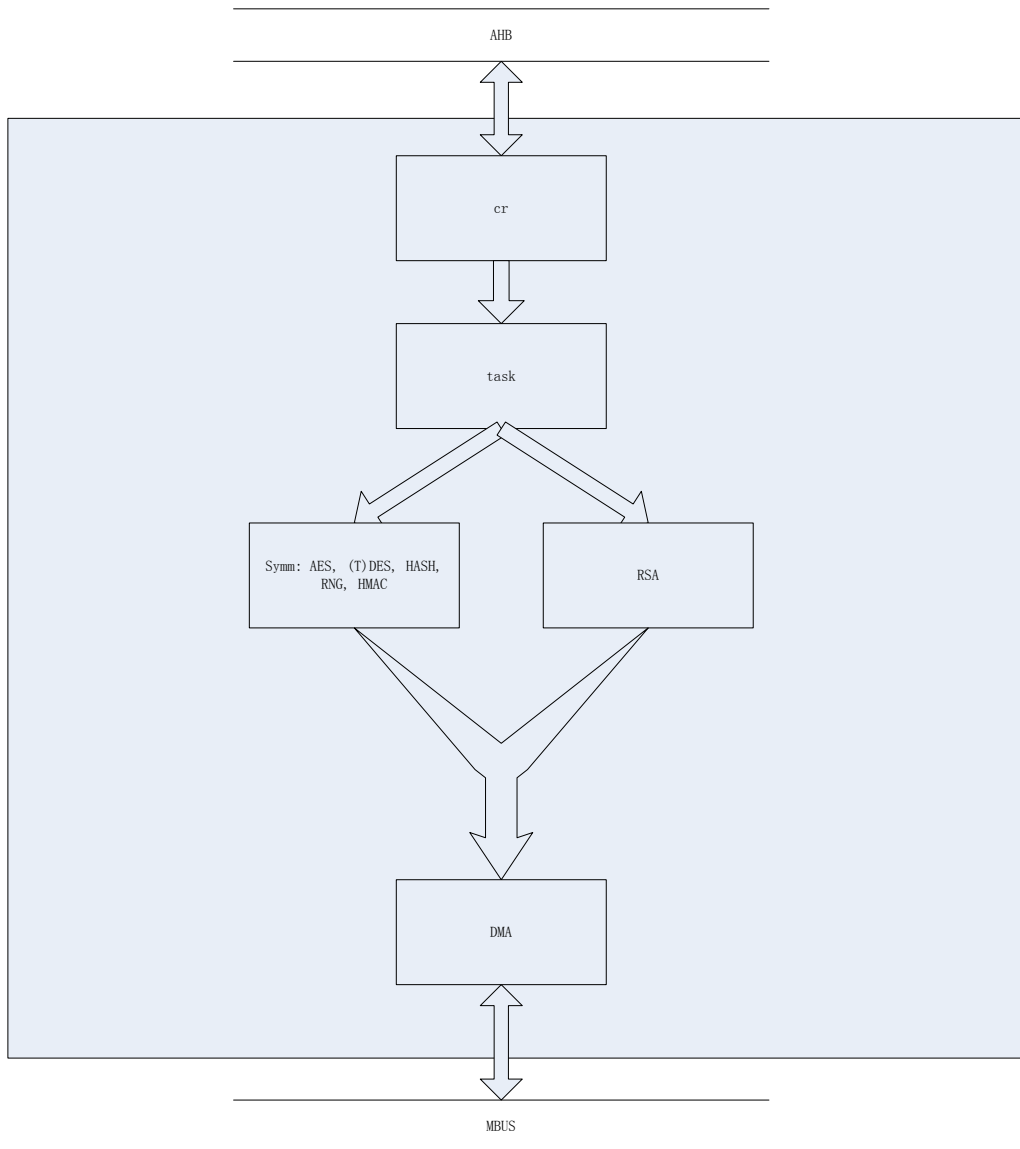 AHB
cr
task
Symm: AES, (T)DES, HASH,
RNG, HMAC
RSA
DMA
MBUS